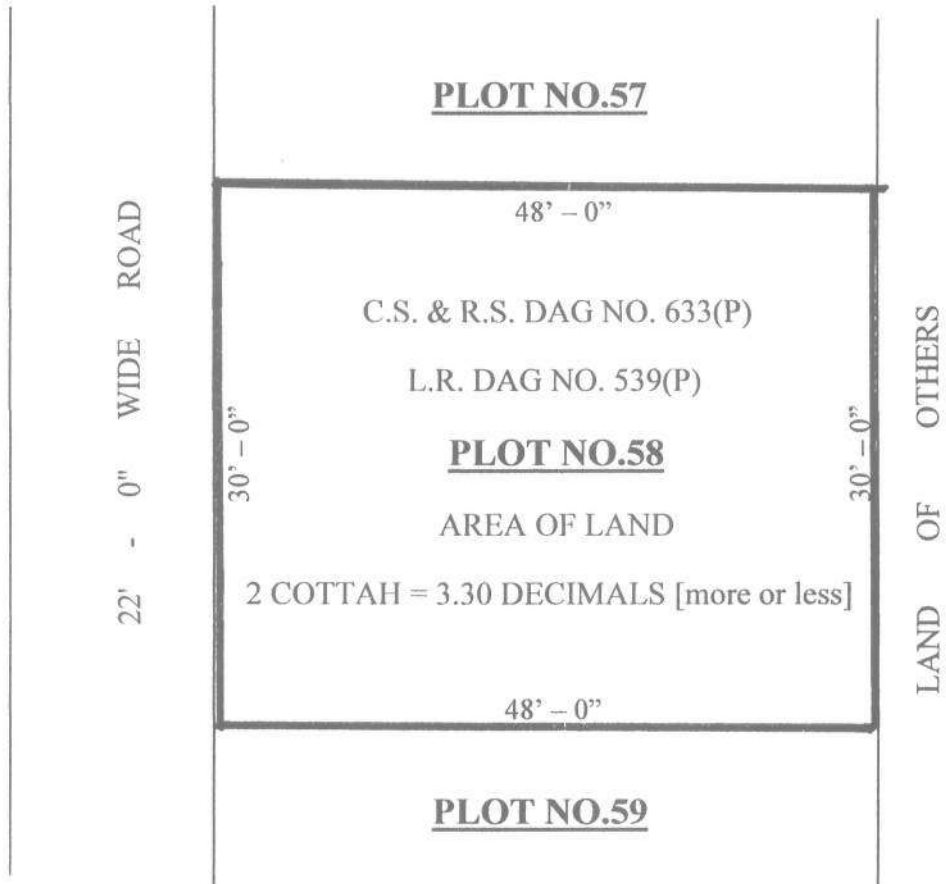 PLOT NO.57
48’ – 0”
22' - 0" WIDE ROAD
C.S. & R.S. DAG NO. 633(P)
L.R. DAG NO. 539(P)
30’ – 0”
PLOT NO.58
30’ – 0”
AREA OF LAND
2 COTTAH = 3.30 DECIMALS [more or less]
LAND OF OTHERS
48’ – 0”
PLOT NO.59